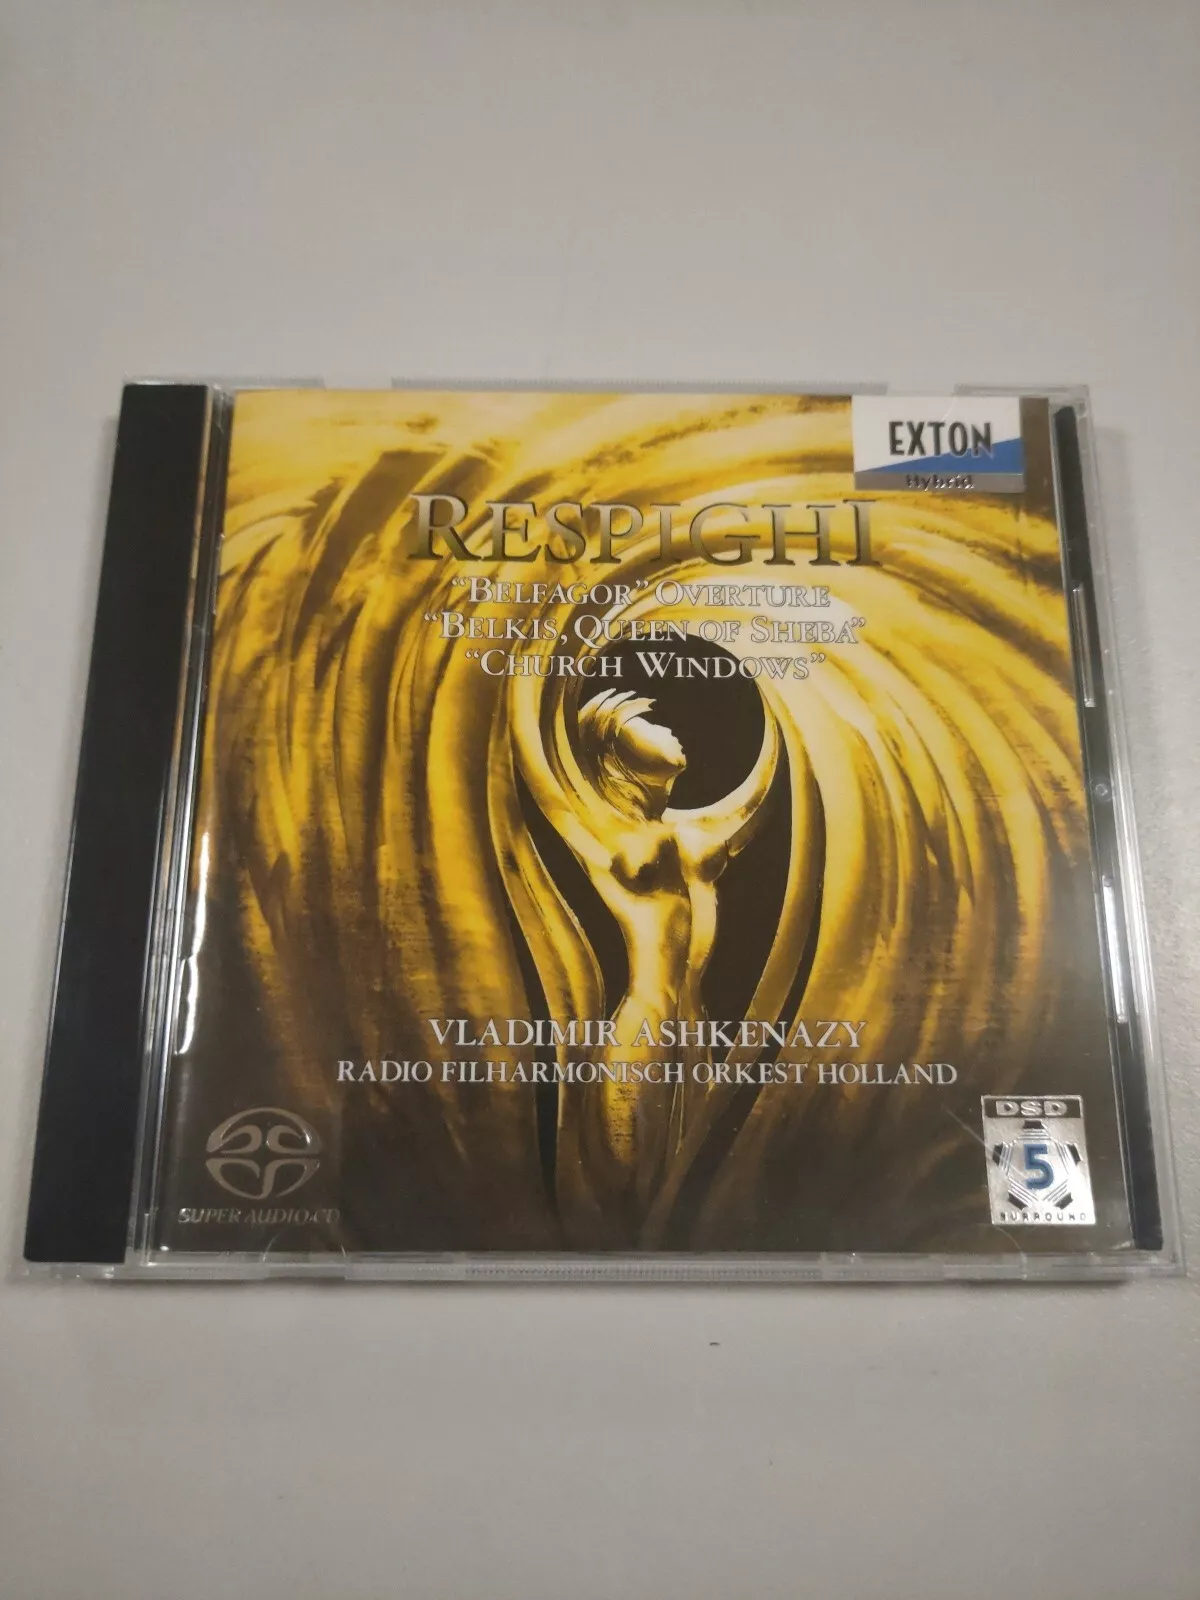 EXTON
Hybrid
RESPIGHI
“BELFAGOR” OVERTURE
“BELKIS, QUEEN OF SHEBA”
“CHURCH WINDOWS”
VLADIMIR ASHKENAZY
RADIO FILHARMONISCH ORKEST HOLLAND
SUPER AUDIO CD
DSD
5
SURROUND